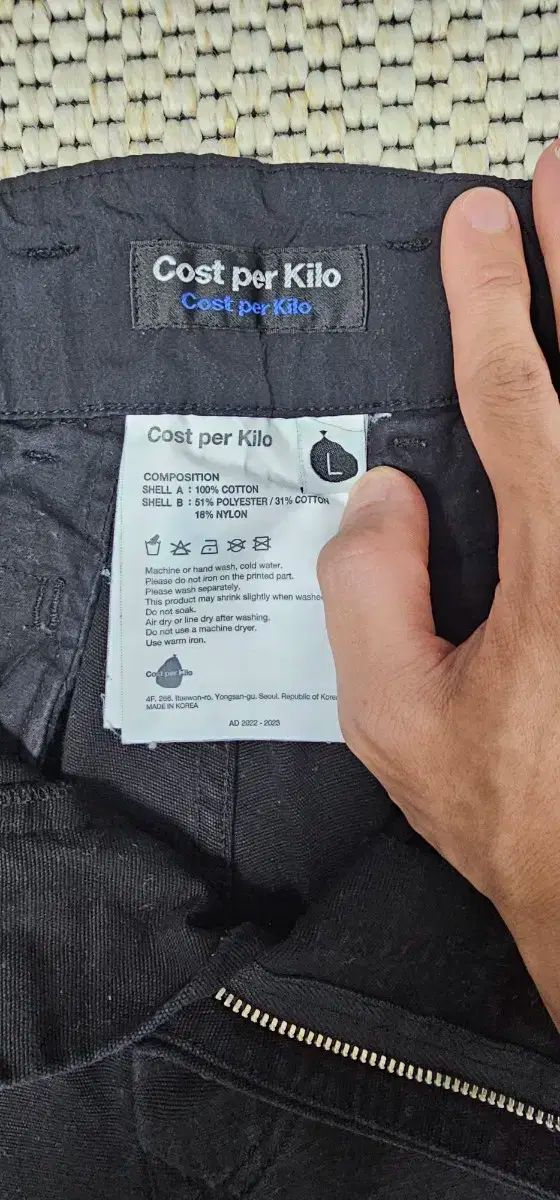 Cost per Kilo
Cost per Kilo
Cost per Kilo
L
COMPOSITION
SHELL A : 100% COTTON
SHELL B : 51% POLYESTER / 31% COTTON
18% NYLON
Machine or hand wash, cold water.
Please do not iron on the printed part.
Please wash separately.
This product may shrink slightly when washe
Do not soak.
Air dry or line dry after washing.
Do not use a machine dryer.
Use warm iron.
Cost per Kilo
4F, 266, Itaewon-ro, Yongsan-gu, Seoul, Republic of Korea
MADE IN KOREA
AD 2022 - 2023